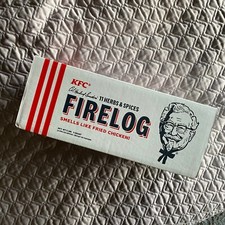 KFC
11 HERBS & SPICES
FIRELOG
SMELLS LIKE FRIED CHICKEN!